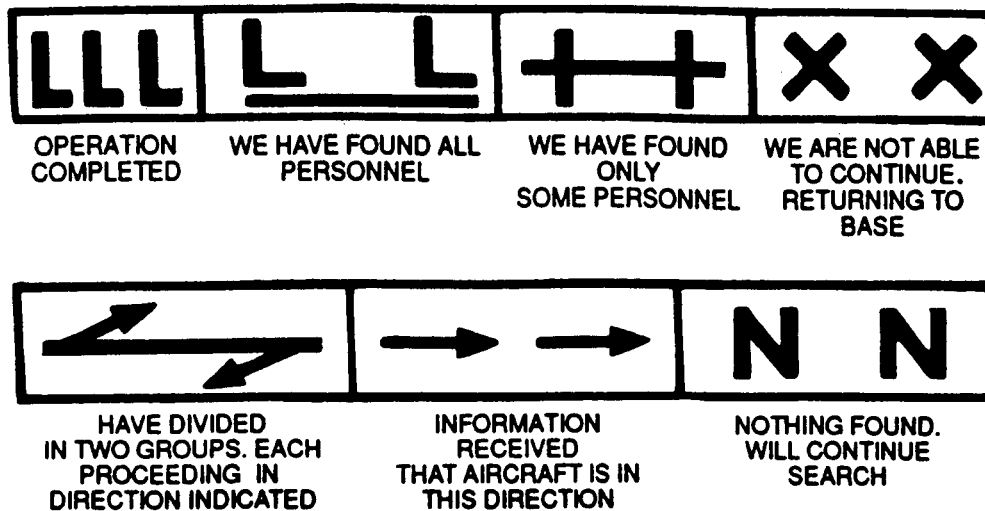 LLL
L L
X X
OPERATION
COMPLETED
WE HAVE FOUND ALL
PERSONNEL
WE HAVE FOUND
ONLY
SOME PERSONNEL
WE ARE NOT ABLE
TO CONTINUE.
RETURNING TO
BASE
N N
HAVE DIVIDED
IN TWO GROUPS. EACH
PROCEEDING IN
DIRECTION INDICATED
INFORMATION
RECEIVED
THAT AIRCRAFT IS IN
THIS DIRECTION
NOTHING FOUND.
WILL CONTINUE
SEARCH